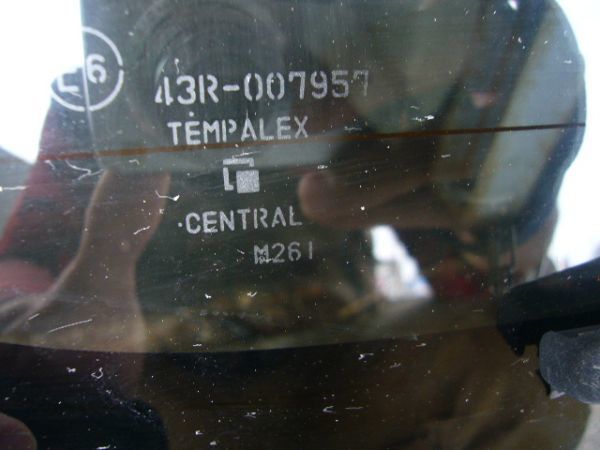 E6
43R-007957
TEMPALEX
CENTRAL
M261